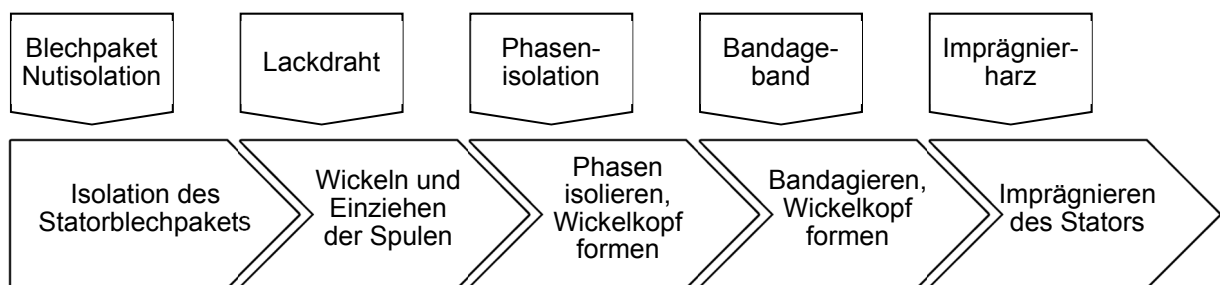 Blechpaket
Nutisolation
Lackdraht
Phasen-
isolation
Bandage-
band
Imprägnier-
harz
Isolation des
Statorblechpakets
Wickeln und
Einziehen
der Spulen
Phasen
isolieren,
Wickelkopf
formen
Bandagieren,
Wickelkopf
formen
Imprägnieren
des Stators